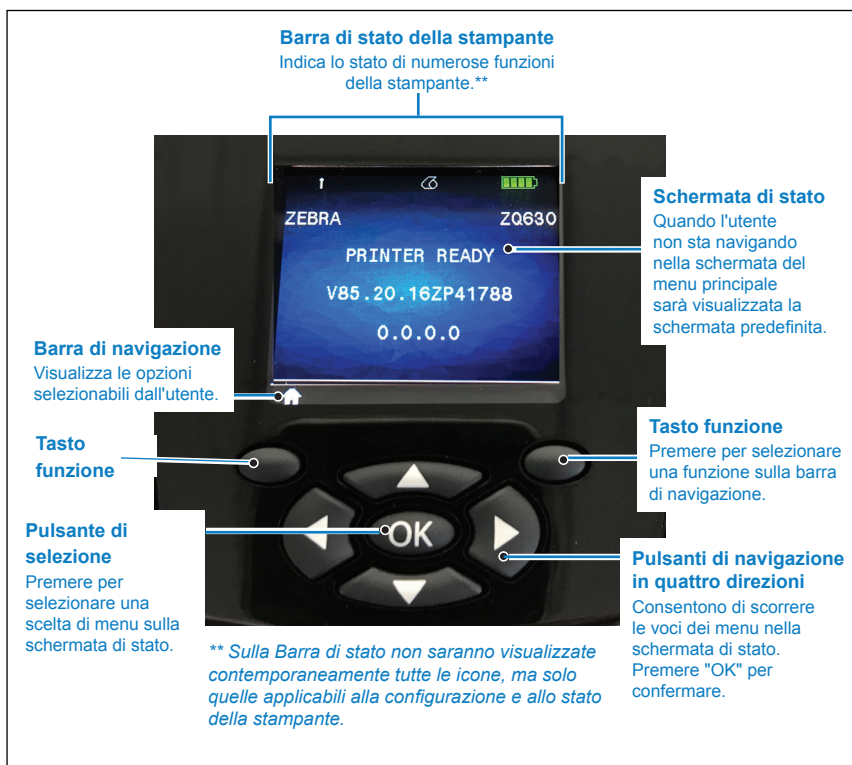 Barra di stato della stampante
Indica lo stato di numerose funzioni
della stampante.**
ZEBRA ZQ630
PRINTER READY
V85.20.16ZP41788
0.0.0.0
Schermata di stato
Quando l'utente
non sta navigando
nella schermata del
menu principale
sarà visualizzata la
schermata predefinita.
Barra di navigazione
Visualizza le opzioni
selezionabili dall'utente.
Tasto
funzione
Tasto funzione
Premere per selezionare
una funzione sulla barra
di navigazione.
Pulsante di
selezione
Premere per
selezionare una
scelta di menu sulla
schermata di stato.
OK
Pulsanti di navigazione
in quattro direzioni
Consentono di scorrere
le voci dei menu nella
schermata di stato.
Premere "OK" per
confermare.
** Sulla Barra di stato non saranno visualizzate
contemporaneamente tutte le icone, ma solo
quelle applicabili alla configurazione e allo stato
della stampante.